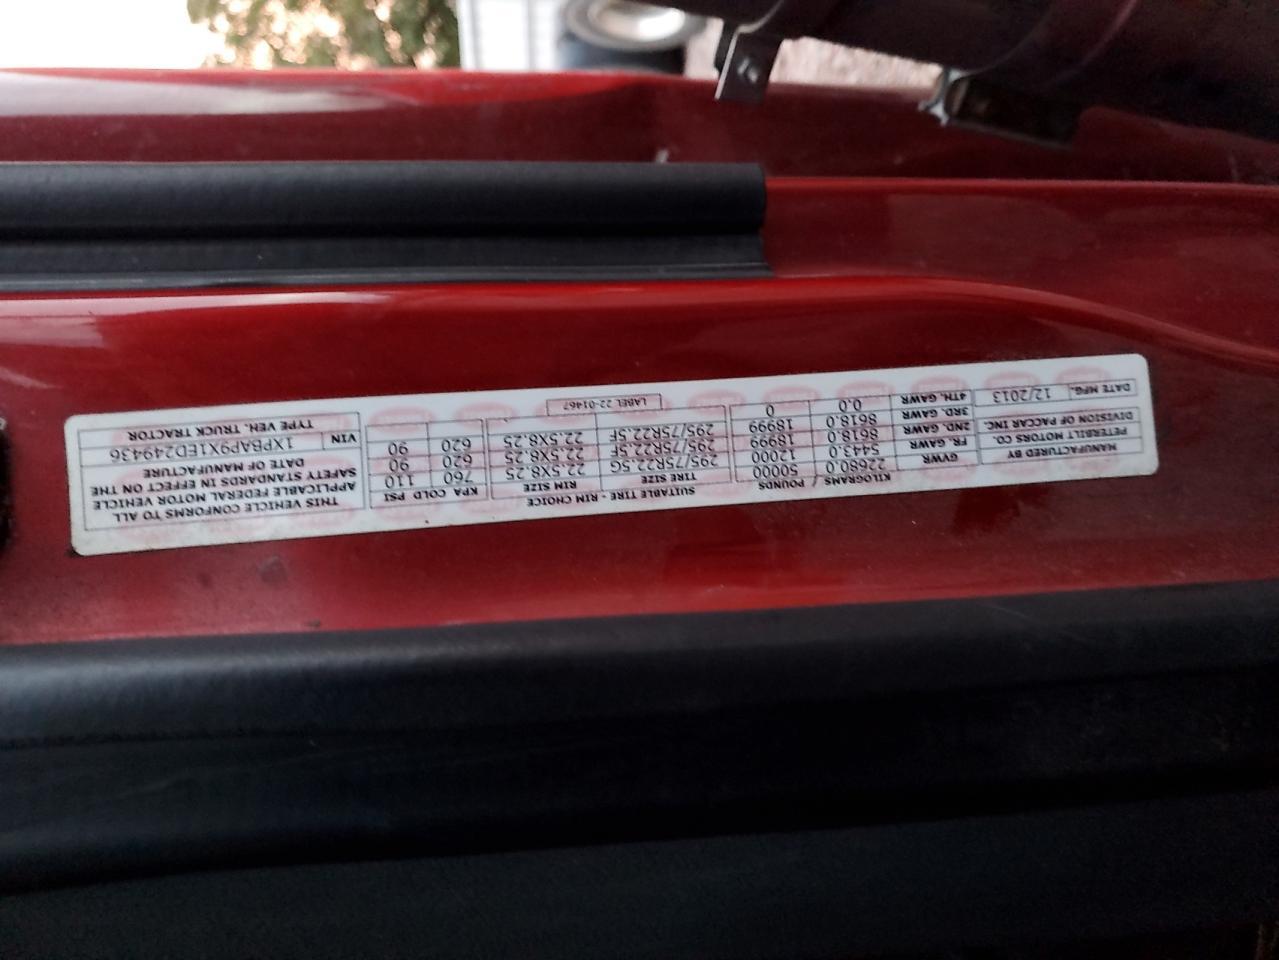 MANUFACTURED BY
PETERBILT MOTORS CO.
DIVISION OF PACCAR INC.
DATE MFG. 12/2013
KILOGRAMS / POUNDS
GVWR 22680.0 50000
FR. GAWR 5443.0 12000
2ND. GAWR 8618.0 18999
3RD. GAWR 8618.0 18999
4TH. GAWR 0.0 0
SUITABLE TIRE - RIM CHOICE
TIRE SIZE RIM SIZE KPA COLD PSI
295/75R22.5G 22.5X8.25 760 110
295/75R22.5F 22.5X8.25 620 90
295/75R22.5F 22.5X8.25 620 90
LABEL 22-01467
THIS VEHICLE CONFORMS TO ALL
APPLICABLE FEDERAL MOTOR VEHICLE
SAFETY STANDARDS IN EFFECT ON THE
DATE OF MANUFACTURE
VIN 1XPBAP9X1ED249436
TYPE VEH. TRUCK TRACTOR